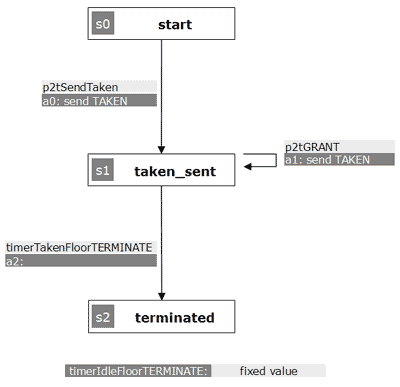 s0 start
p2tSendTaken
a0: send TAKEN
s1 taken_sent
p2tGRANT
a1: send TAKEN
timerTakenFloorTERMINATE
a2:
s2 terminated
timerIdleFloorTERMINATE: fixed value